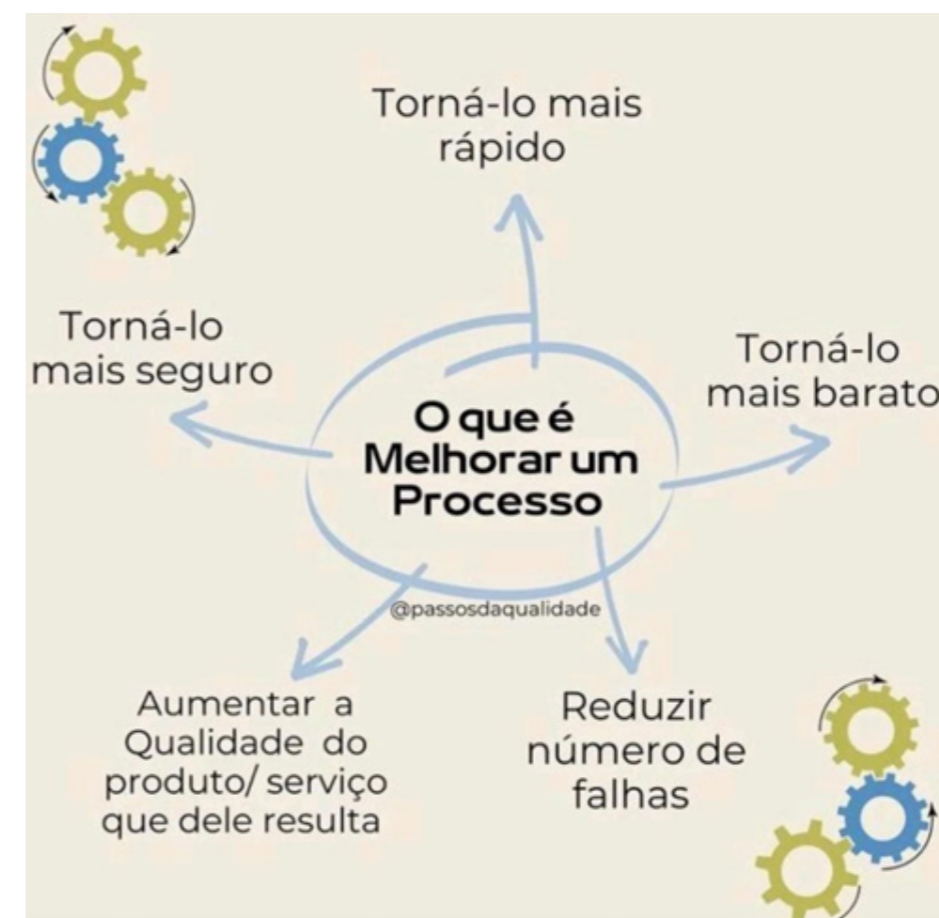 Torná-lo mais
rápido
Torná-lo
mais seguro
Torná-lo
mais barato
O que é
Melhorar um
Processo
@passosdaqualidade
Aumentar a
Qualidade do
produto/ serviço
que dele resulta
Reduzir
número de
falhas